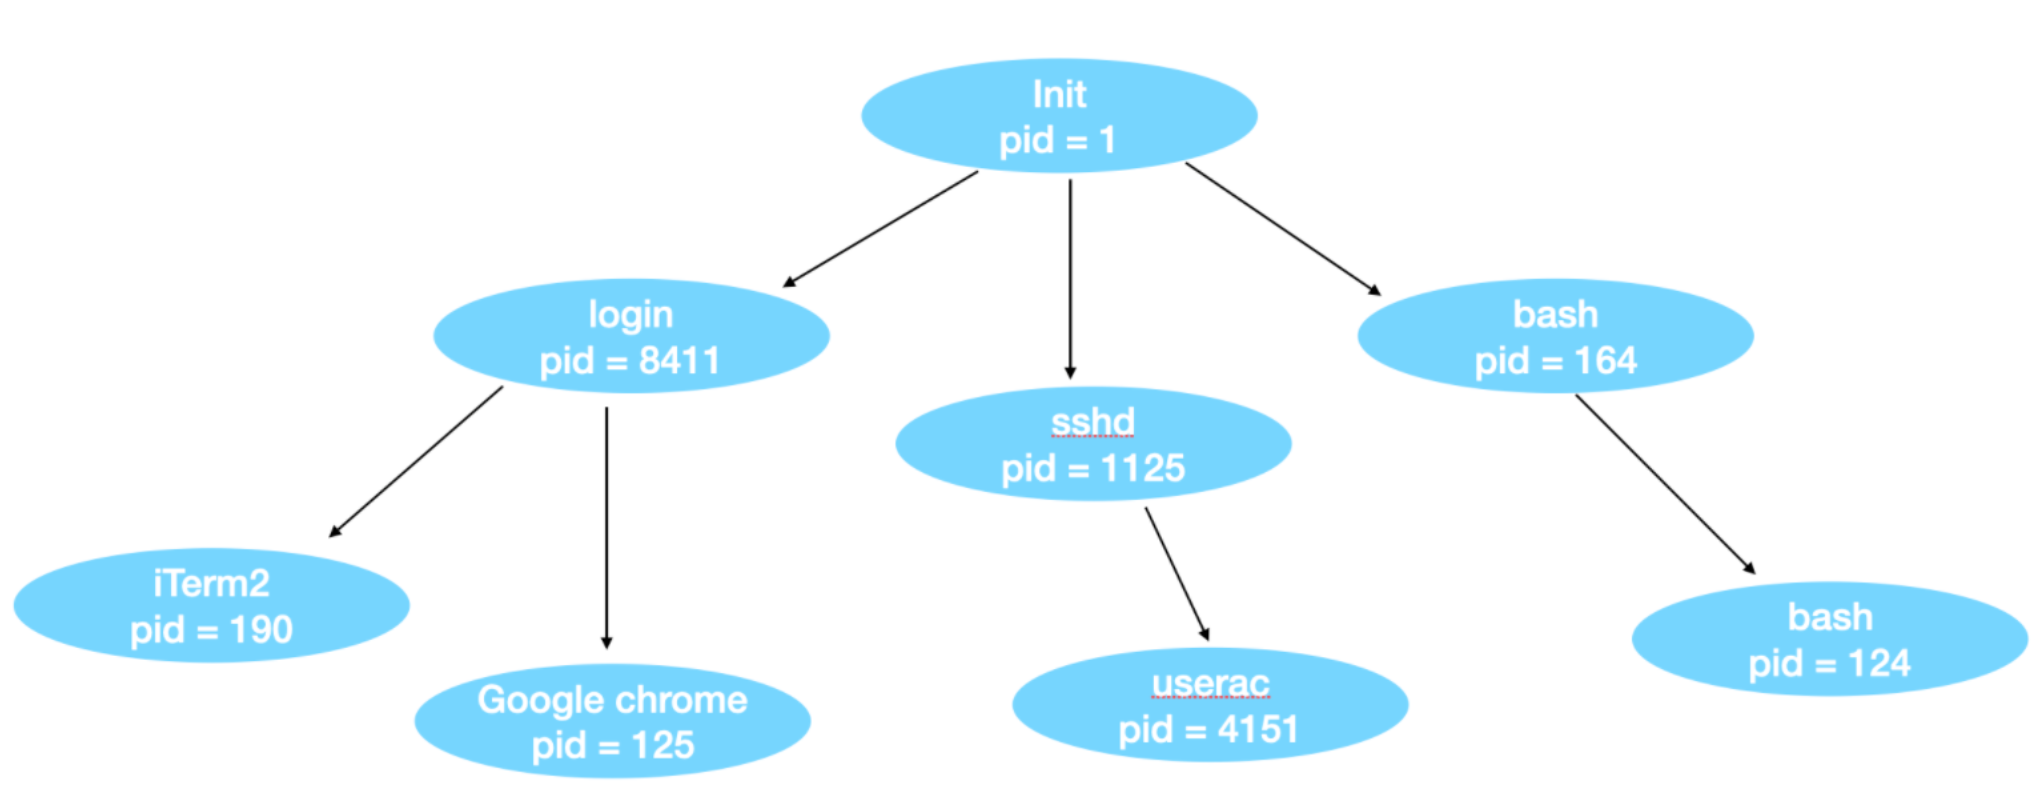 Init
pid = 1
login
pid = 8411
bash
pid = 164
sshd
pid = 1125
iTerm2
pid = 190
Google chrome
pid = 125
userac
pid = 4151
bash
pid = 124